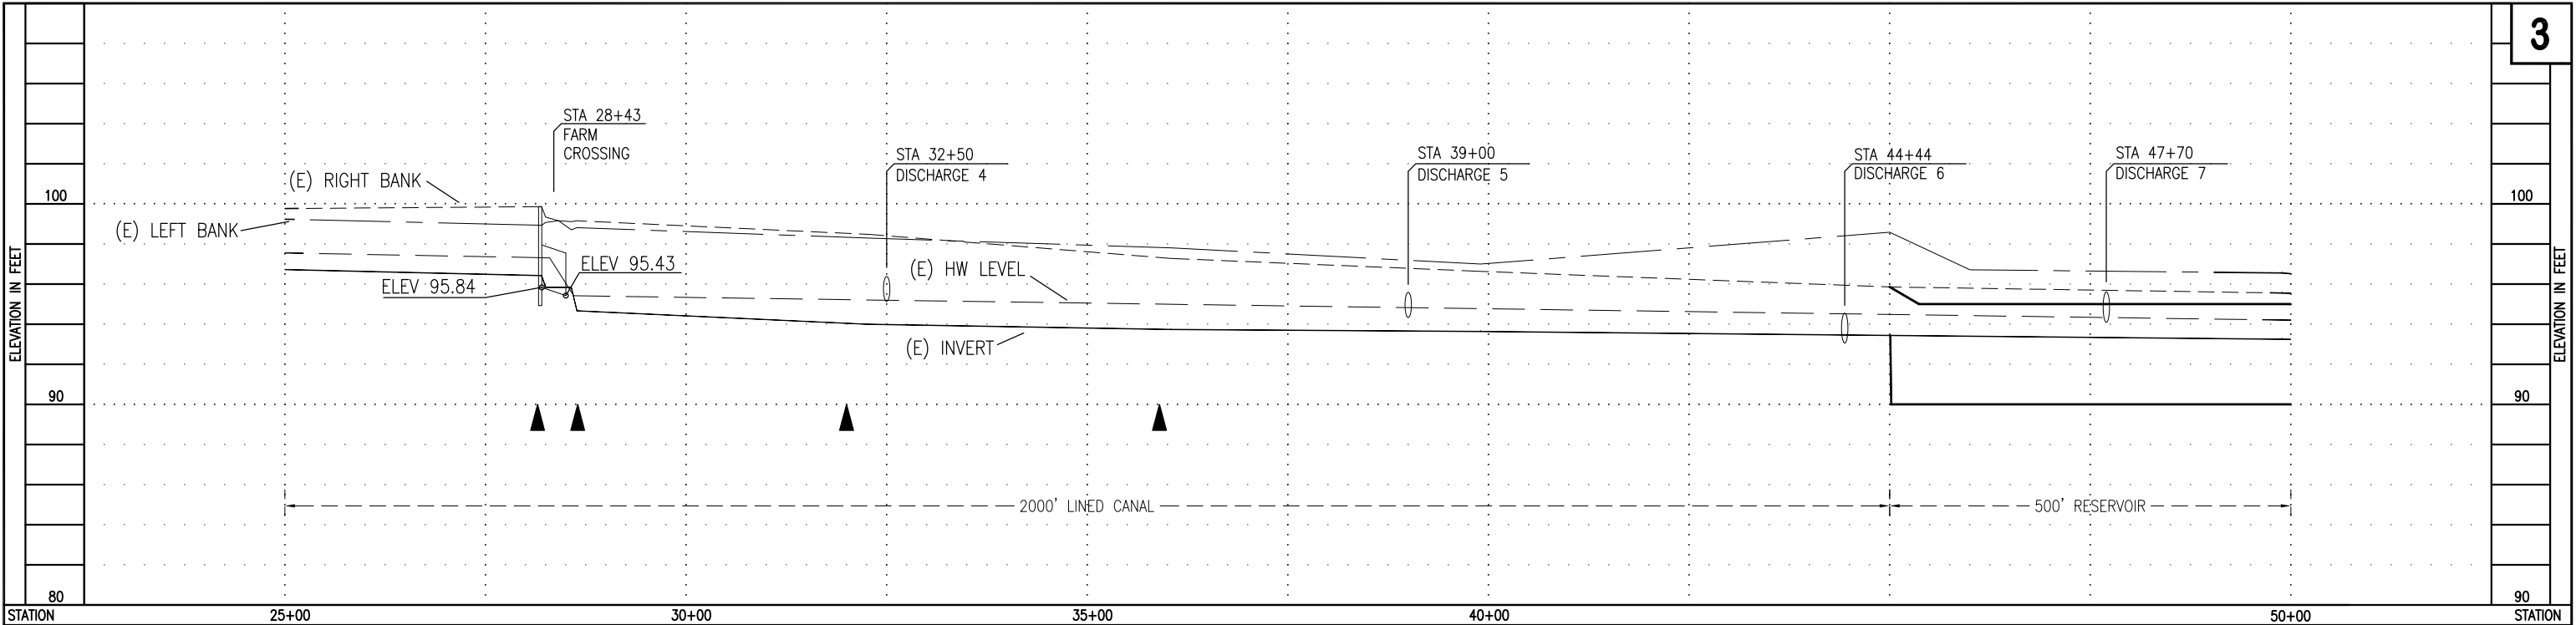 3
STA 28+43
FARM
CROSSING
STA 32+50
DISCHARGE 4
STA 39+00
DISCHARGE 5
STA 44+44
DISCHARGE 6
STA 47+70
DISCHARGE 7
(E) RIGHT BANK
100
100
(E) LEFT BANK
ELEVATION IN FEET
ELEV 95.43
(E) HW LEVEL
ELEV 95.84
ELEVATION IN FEET
(E) INVERT
90
90
2000' LINED CANAL
500' RESERVOIR
80
90
STATION
25+00
30+00
35+00
40+00
50+00
STATION